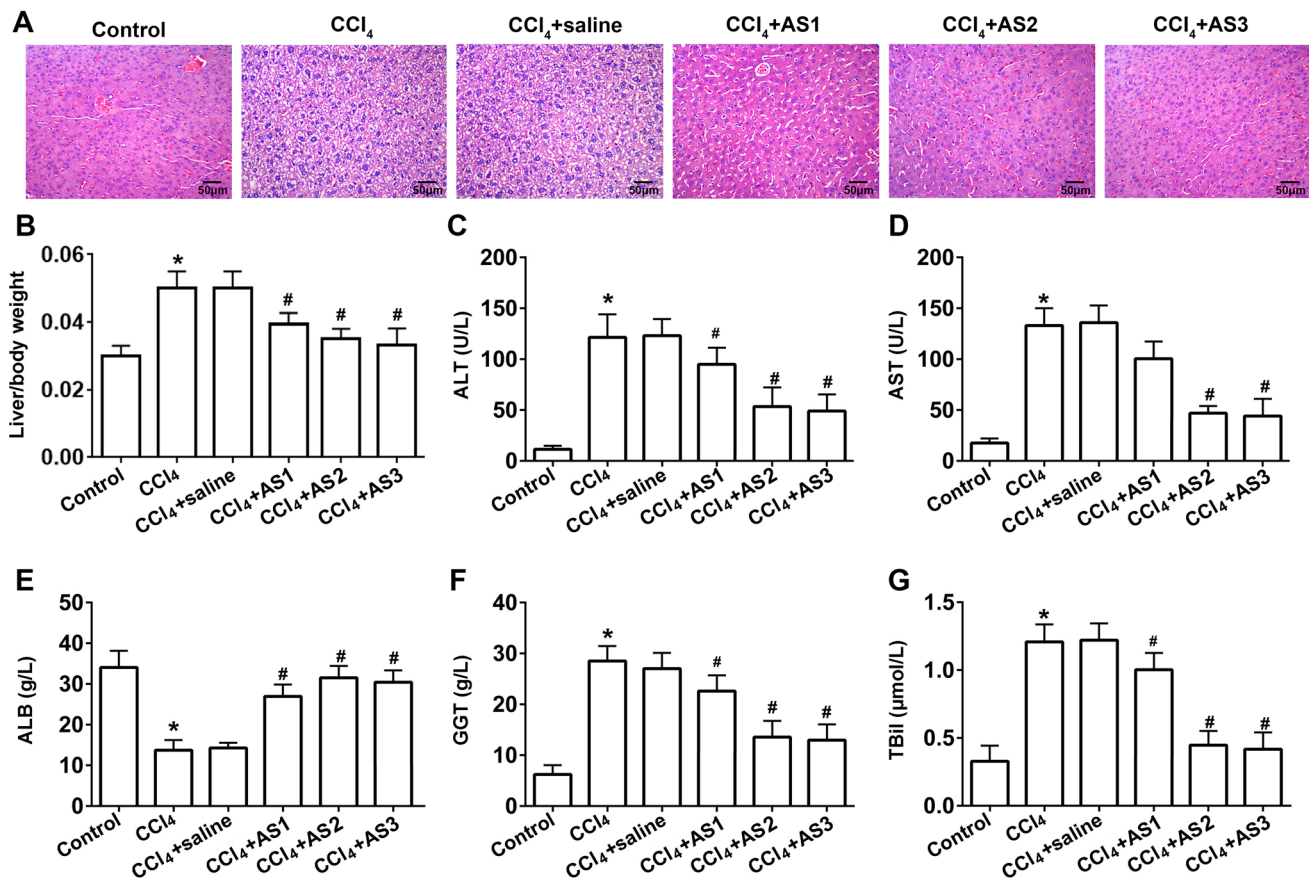 A
Control
CCl4
CCl4+saline
CCl4+AS1
CCl4+AS2
CCl4+AS3
50μm
50μm
50μm
50μm
50μm
50μm
B
Liver/body weight
0.06
0.04
0.02
0.00
*
#
#
#
Control
CCl4
CCl4+saline
CCl4+AS1
CCl4+AS2
CCl4+AS3
C
ALT (U/L)
200
150
100
50
0
*
#
#
#
Control
CCl4
CCl4+saline
CCl4+AS1
CCl4+AS2
CCl4+AS3
D
AST (U/L)
200
150
100
50
0
*
#
#
Control
CCl4
CCl4+saline
CCl4+AS1
CCl4+AS2
CCl4+AS3
E
ALB (g/L)
50
40
30
20
10
0
*
#
#
#
Control
CCl4
CCl4+saline
CCl4+AS1
CCl4+AS2
CCl4+AS3
F
GGT (g/L)
40
30
20
10
0
*
#
#
#
Control
CCl4
CCl4+saline
CCl4+AS1
CCl4+AS2
CCl4+AS3
G
TBil (μmol/L)
1.5
1.0
0.5
0.0
*
#
#
#
Control
CCl4
CCl4+saline
CCl4+AS1
CCl4+AS2
CCl4+AS3